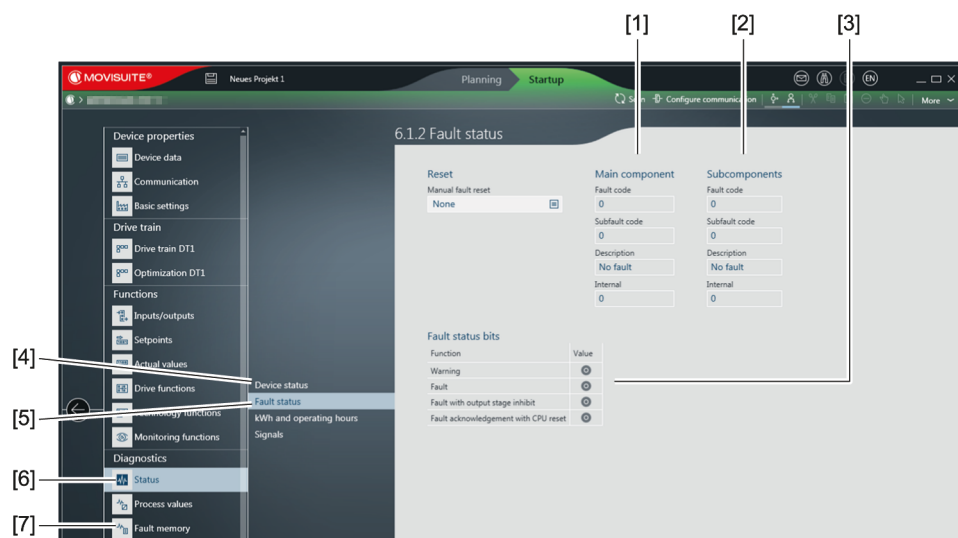 [1] [2] [3]
MOVISUITE® Neues Projekt 1 Planning Startup EN
Configure communication More
6.1.2 Fault status
Device properties
Device data
Communication
Basic settings
Drive train
Drive train DT1
Optimization DT1
Functions
Inputs/outputs
Setpoints
Actual values
Drive functions
Technology functions
Monitoring functions
Diagnostics
Status
Process values
Fault memory
[4]
[5]
[6]
[7]
Device status
Fault status
kWh and operating hours
Signals
Reset
Manual fault reset
None
Main component
Fault code
0
Subfault code
0
Description
No fault
Internal
0
Subcomponents
Fault code
0
Subfault code
0
Description
No fault
Internal
0
Fault status bits
Function Value
Warning
Fault
Fault with output stage inhibit
Fault acknowledgement with CPU reset